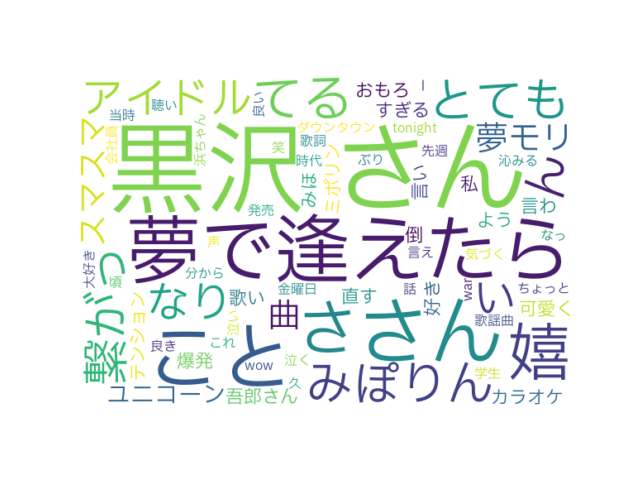 アイドル
てる
おもろ
ー
すぎる
とても
当時
聴い
良い
ダウンタウン
tonight
夢モリ
スマスマ
会社員
浜ちゃん
黒沢
さん
笑
歌詞
時代
ぶり
先週
沁みる
みほ
ミポリン
言い
私
言わ
ん
発売
よう
夢で逢えたら
倒
言え
気づく
なっ
声
大好き
頃
分から
繋がっ
なり
歌い
金曜日
直す
話
好き
war
い
ちょっと
可愛く
テンション
曲
ささん
歌謡曲
嬉
良き
爆発
これ
泣い
こと
wow
泣く
久
みぽりん
学生
ユニコーン
吾郎さん
カラオケ